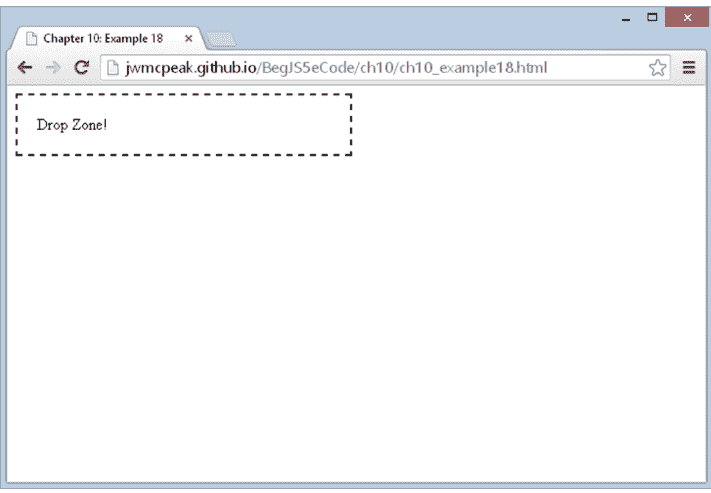 Chapter 10: Example 18
jwmcpeak.github.io/BegJS5eCode/ch10/ch10_example18.html
Drop Zone!